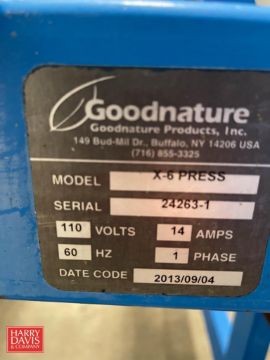 Goodnature
Goodnature Products, Inc.
149 Bud-Mil Dr., Buffalo, NY 14206 USA
(716) 855-3325
MODEL X-6 PRESS
SERIAL 24263-1
110 VOLTS 14 AMPS
60 HZ 1 PHASE
DATE CODE 2013/09/04
HARRY
DAVIS
& COMPANY